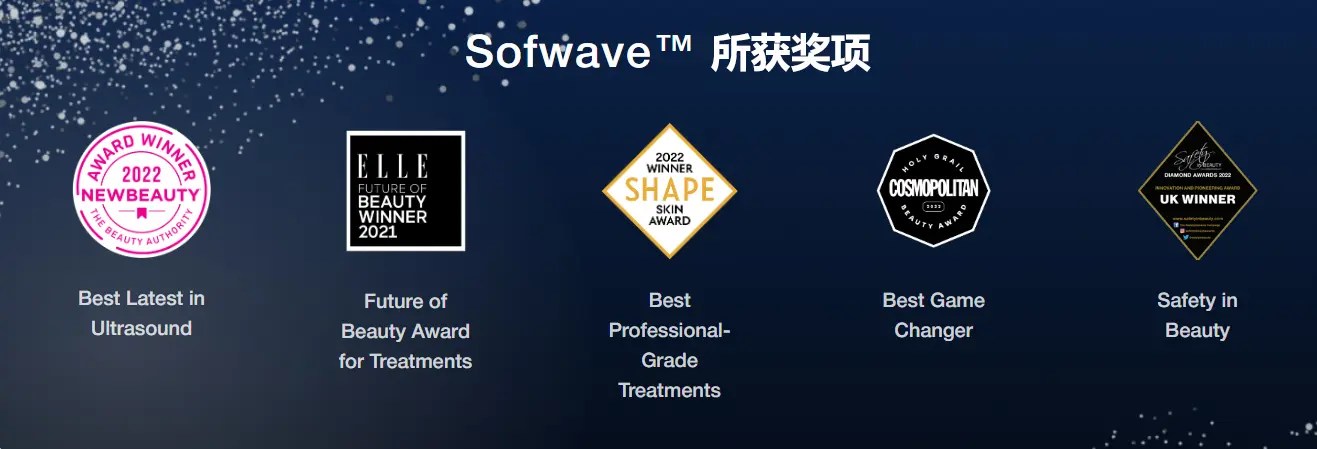 Sofwave™ 所获奖项
AWARD WINNER
2022
NEWBEAUTY
THE BEAUTY AUTHORITY
Best Latest in
Ultrasound
ELLE
FUTURE OF
BEAUTY
WINNER
2021
Future of
Beauty Award
for Treatments
2022
WINNER
SHAPE
SKIN
AWARD
Best
Professional-
Grade
Treatments
HOLY GRAIL
COSMOPOLITAN
2022
BEAUTY AWARD
Best Game
Changer
Safety
in BEAUTY
DIAMOND AWARDS 2022
INNOVATION AND PIONEERING AWARD
UK WINNER
www.safetyinbeauty.com
Safety in
Beauty